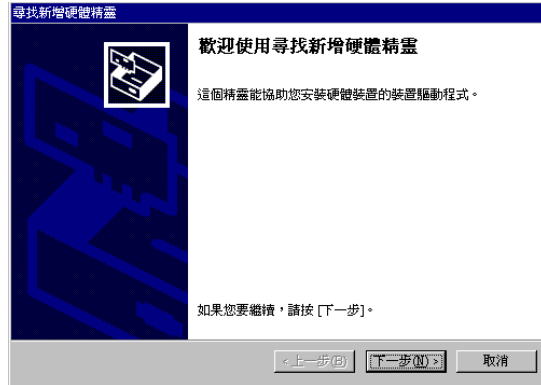 尋找新增硬體精靈
歡迎使用尋找新增硬體精靈
這個精靈能協助您安裝硬體裝置的裝置驅動程式。
如果您要繼續，請按 [下一步]。
<上一步(B) 下一步(N)> 取消